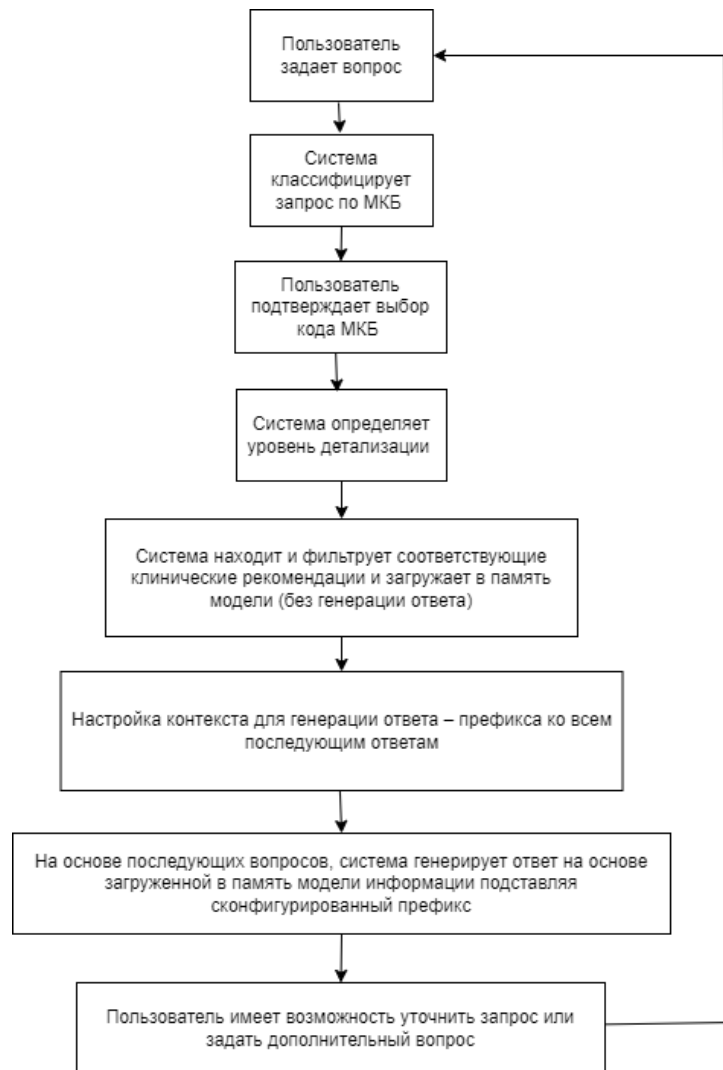 Пользователь
задает вопрос
Система
классифицирует
запрос по МКБ
Пользователь
подтверждает выбор
кода МКБ
Система определяет
уровень детализации
Система находит и фильтрует соответствующие
клинические рекомендации и загружает в память
модели (без генерации ответа)
Настройка контекста для генерации ответа – префикса ко всем
последующим ответам
На основе последующих вопросов, система генерирует ответ на основе
загруженной в память модели информации подставляя
сконфигурированный префикс
Пользователь имеет возможность уточнить запрос или
задать дополнительный вопрос